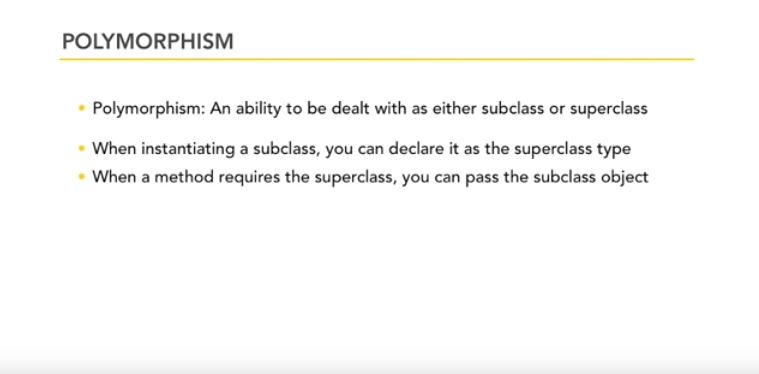 POLYMORPHISM
• Polymorphism: An ability to be dealt with as either subclass or superclass
• When instantiating a subclass, you can declare it as the superclass type
• When a method requires the superclass, you can pass the subclass object